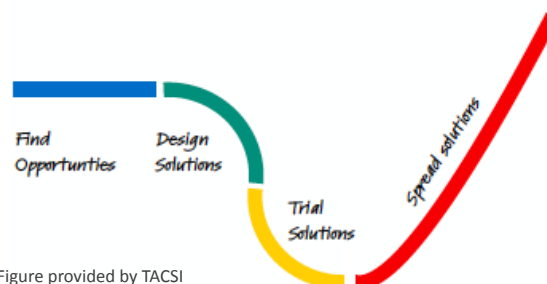 Find
Opportunties
Design
Solutions
Trial
Solutions
Spread solutions
Figure provided by TACSI